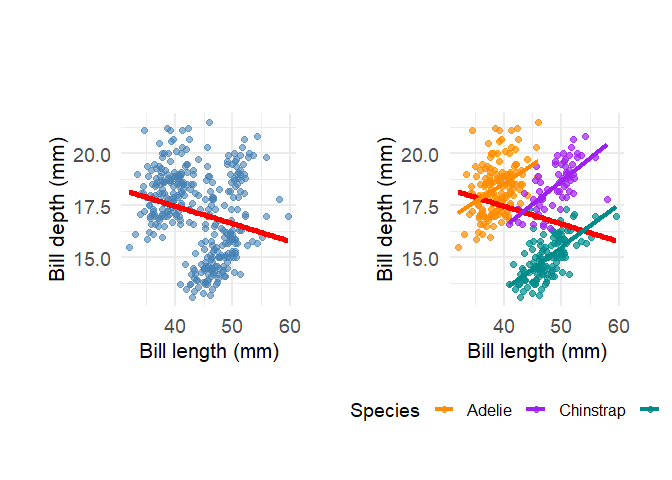 Bill depth (mm)
20.0
17.5
15.0
40 50 60
Bill length (mm)
Bill depth (mm)
20.0
17.5
15.0
40 50 60
Bill length (mm)
Species Adelie Chinstrap